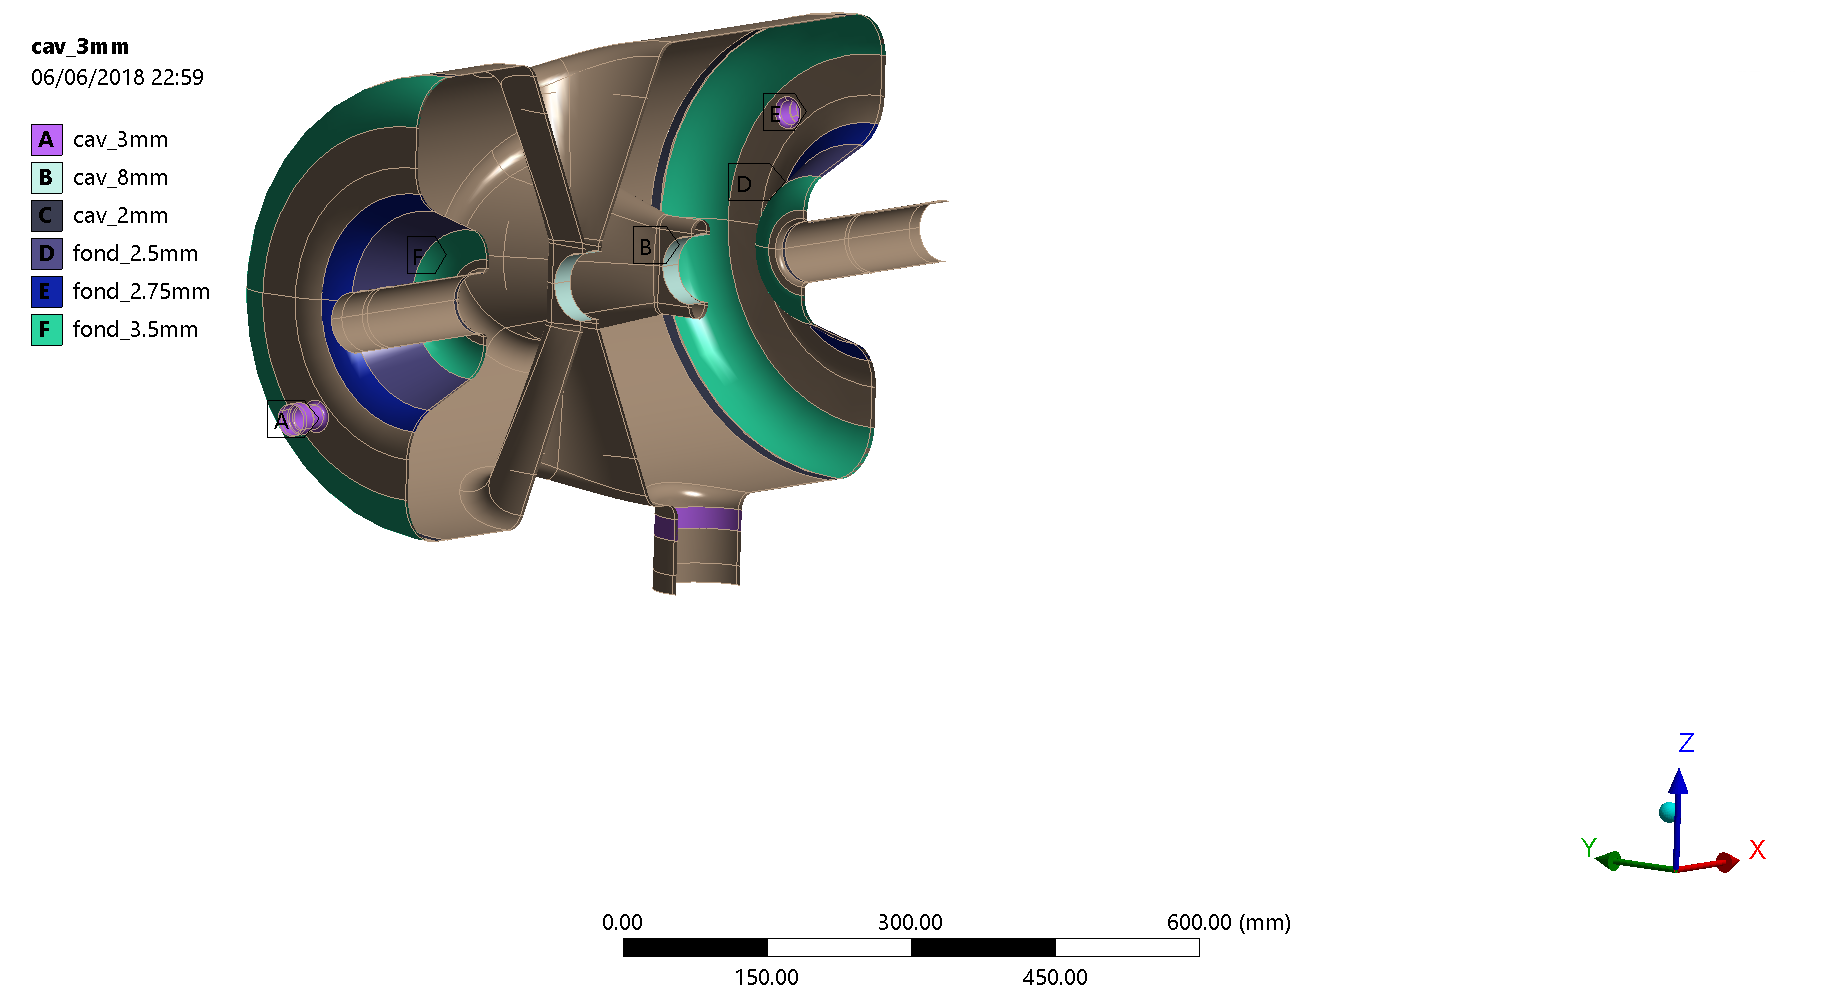 cav_3mm
06/06/2018 22:59
A cav_3mm
B cav_8mm
C cav_2mm
D fond_2.5mm
E fond_2.75mm
F fond_3.5mm
E
D
B
F
A
Z
Y
X
0.00 300.00 600.00 (mm)
150.00 450.00